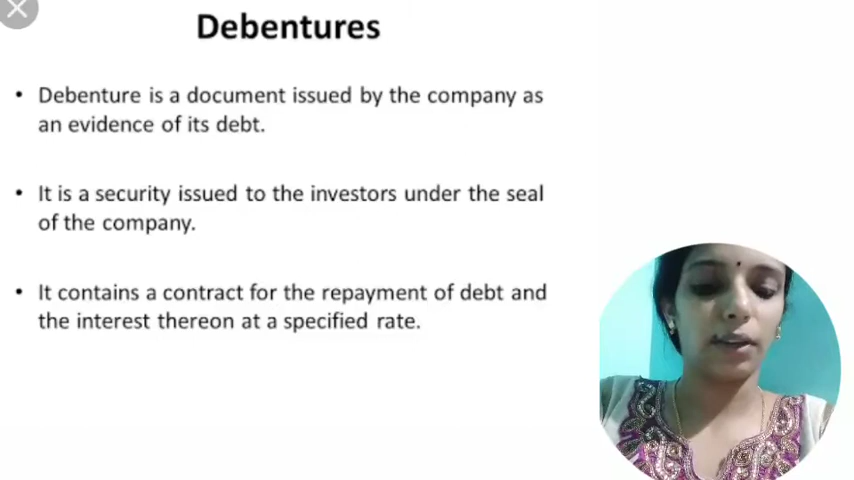 Debentures
• Debenture is a document issued by the company as
an evidence of its debt.
• It is a security issued to the investors under the seal
of the company.
• It contains a contract for the repayment of debt and
the interest thereon at a specified rate.